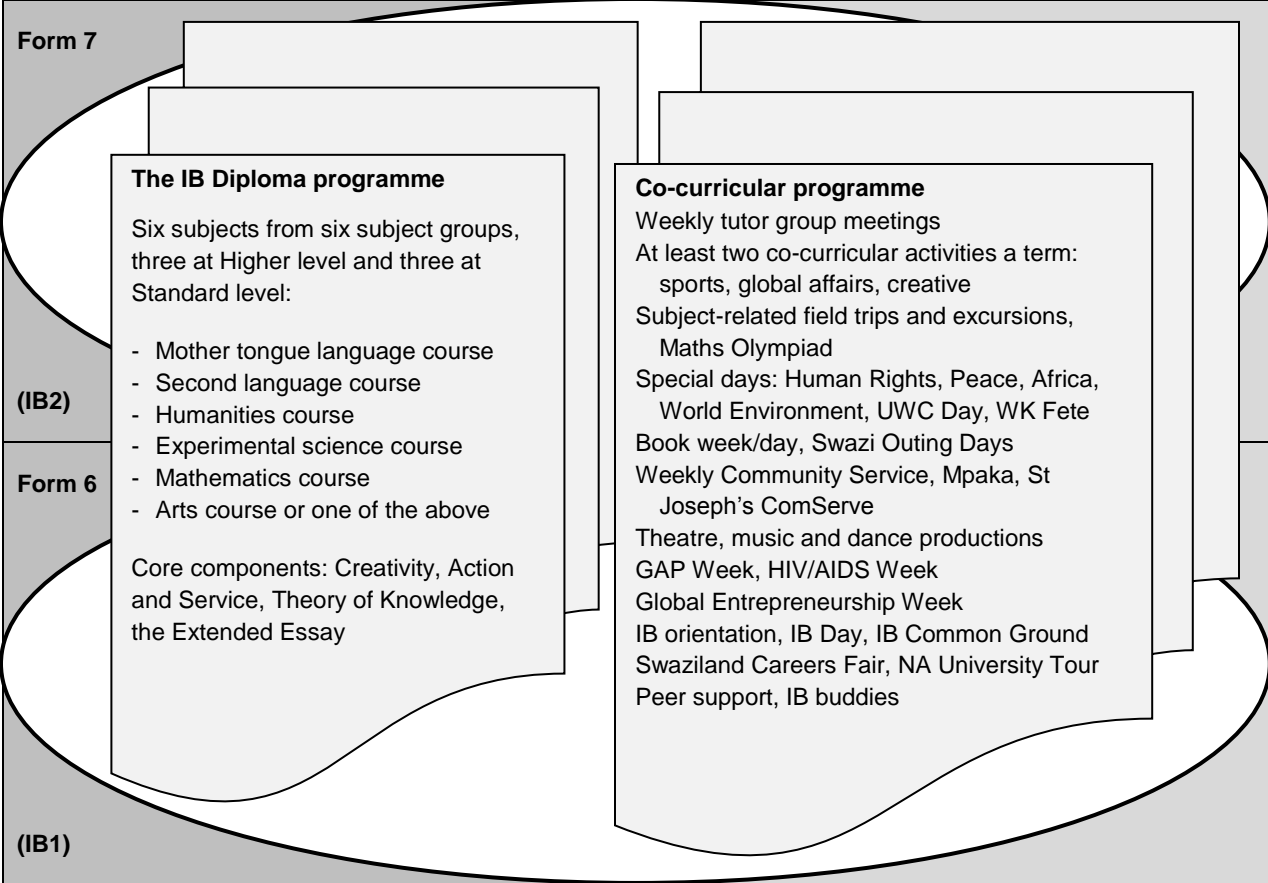 Form 7
(IB2)
Form 6
(IB1)
The IB Diploma programme
Six subjects from six subject groups,
three at Higher level and three at
Standard level:
- Mother tongue language course
- Second language course
- Humanities course
- Experimental science course
- Mathematics course
- Arts course or one of the above
Core components: Creativity, Action
and Service, Theory of Knowledge,
the Extended Essay
Co-curricular programme
Weekly tutor group meetings
At least two co-curricular activities a term:
sports, global affairs, creative
Subject-related field trips and excursions,
Maths Olympiad
Special days: Human Rights, Peace, Africa,
World Environment, UWC Day, WK Fete
Book week/day, Swazi Outing Days
Weekly Community Service, Mpaka, St
Joseph's ComServe
Theatre, music and dance productions
GAP Week, HIV/AIDS Week
Global Entrepreneurship Week
IB orientation, IB Day, IB Common Ground
Swaziland Careers Fair, NA University Tour
Peer support, IB buddies